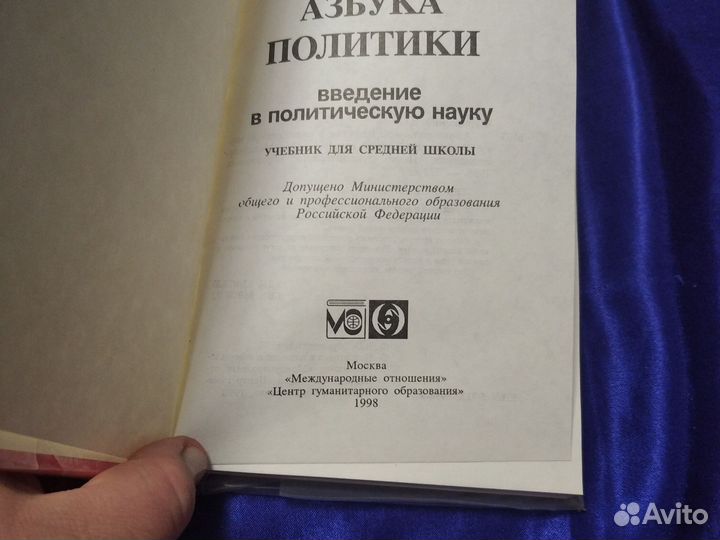 АЗБУКА
ПОЛИТИКИ
введение
в политическую науку
УЧЕБНИК ДЛЯ СРЕДНЕЙ ШКОЛЫ
Допущено Министерством
общего и профессионального образования
Российской Федерации
МО
Москва
«Международные отношения»
«Центр гуманитарного образования»
1998
Avito